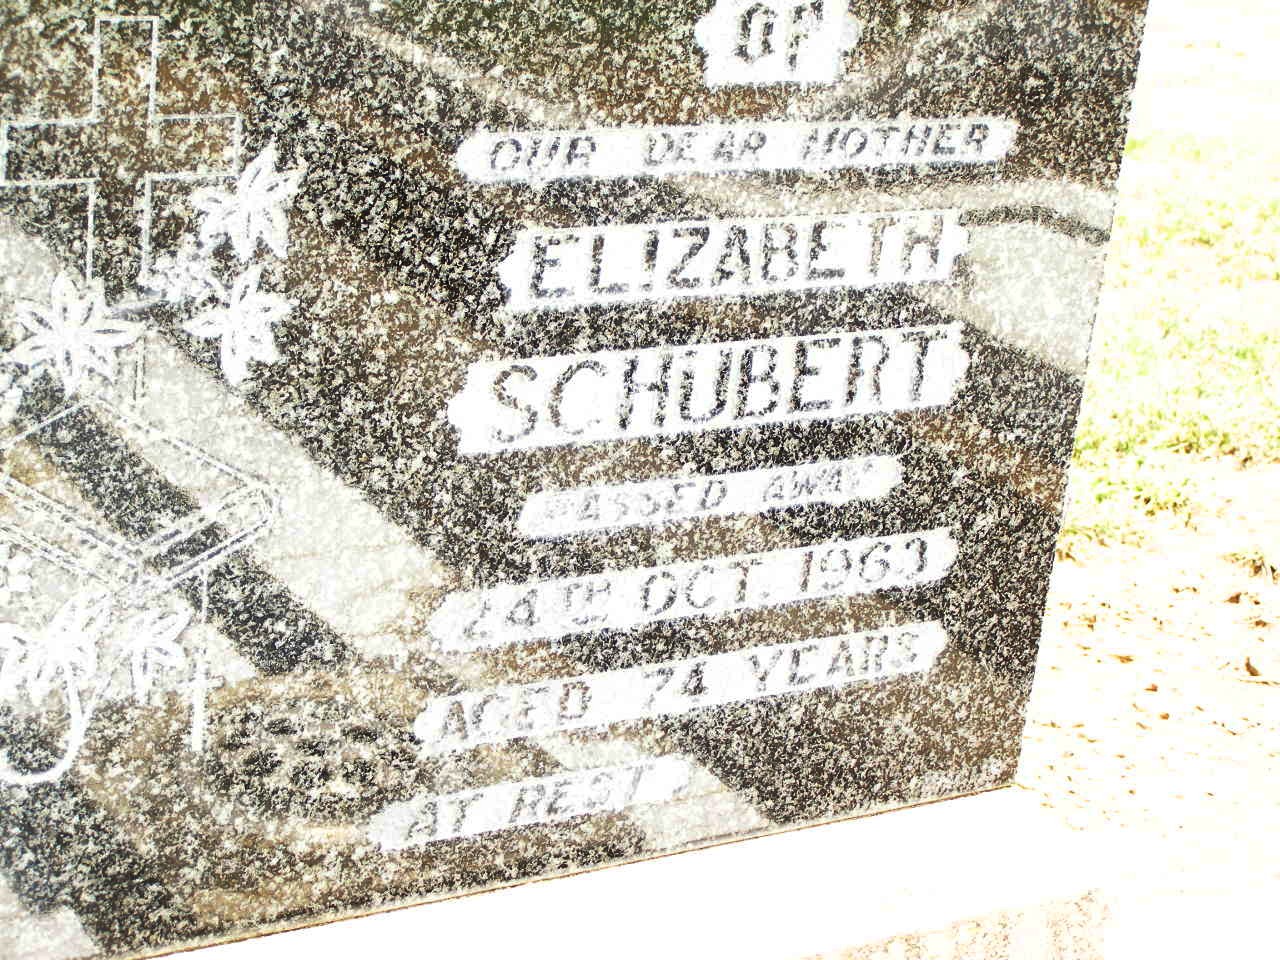 OF
OUR DEAR MOTHER
ELIZABETH
SCHUBERT
PASSED AWAY
24TH OCT. 1963
AGED 74 YEARS
AT REST